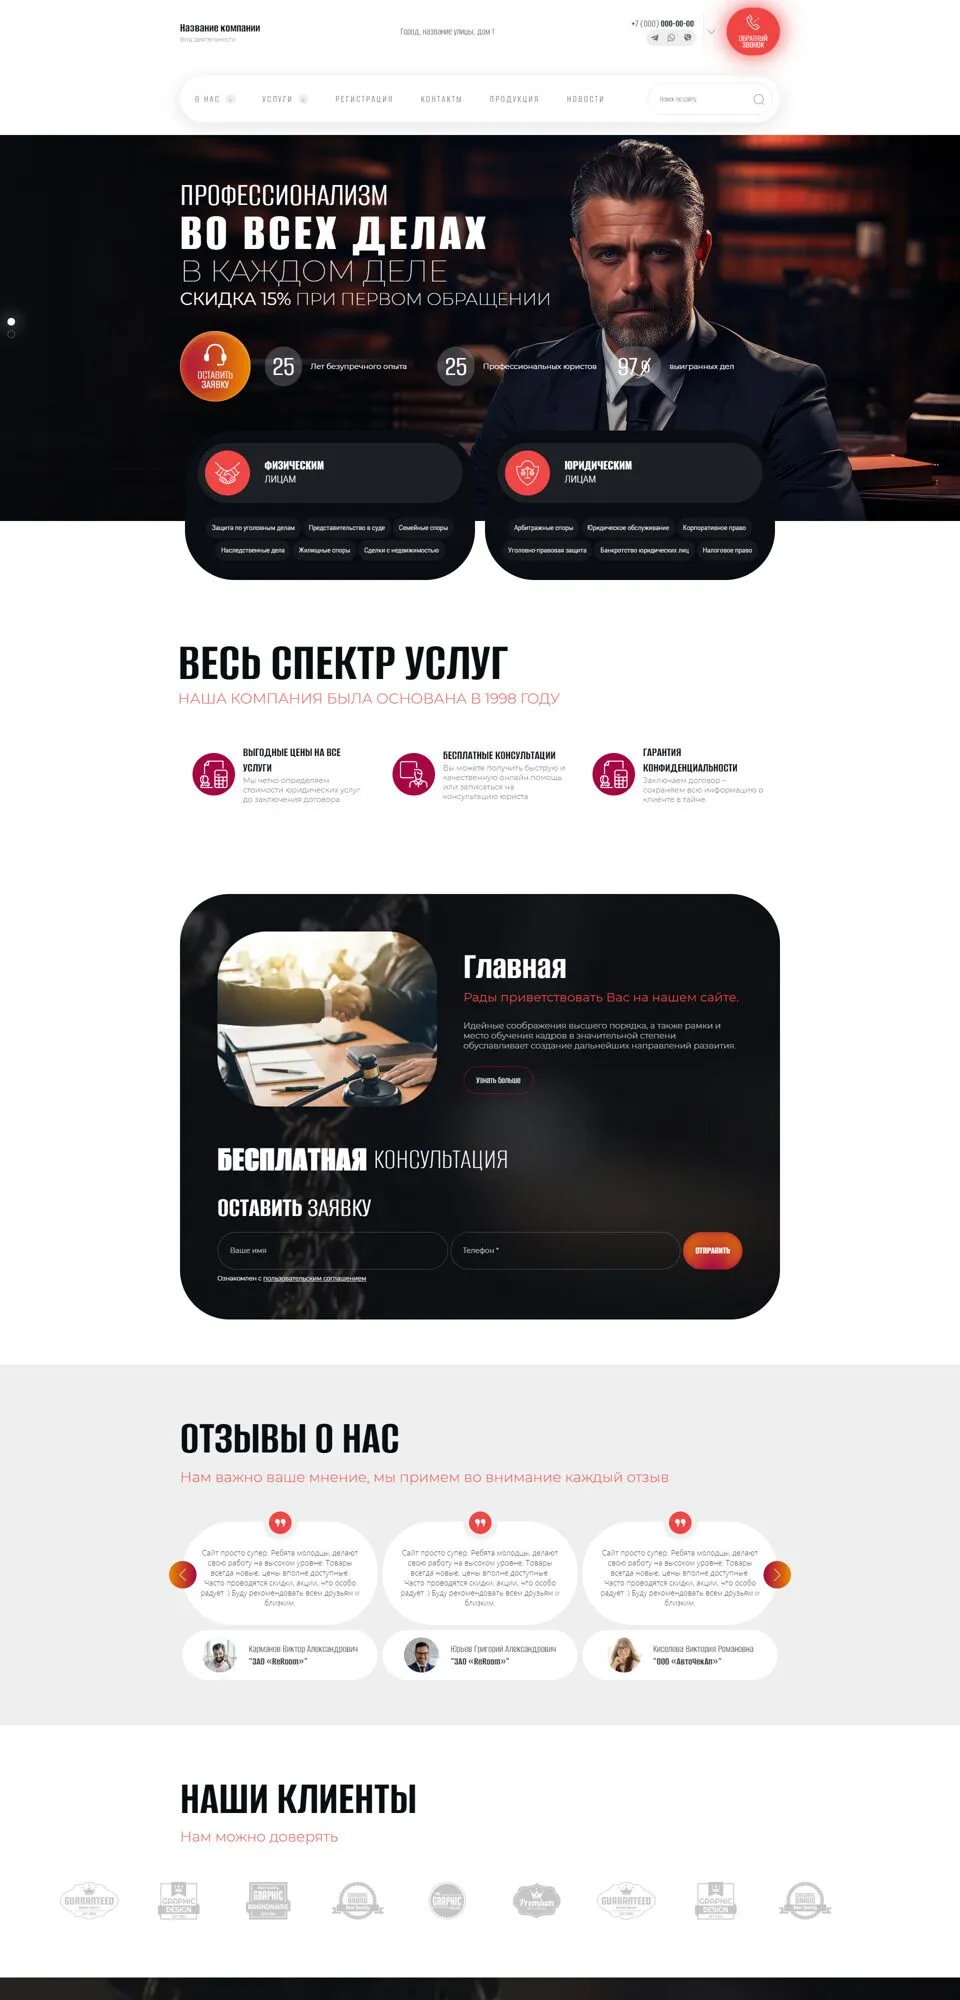 Название компании
Вид деятельности
Город, название улицы, дом 1
+7 (000) 000-00-00
ОБРАТНЫЙ
ЗВОНОК
О НАС
УСЛУГИ
РЕГИСТРАЦИЯ
КОНТАКТЫ
ПРОДУКЦИЯ
НОВОСТИ
Поиск по сайту
ПРОФЕССИОНАЛИЗМ
ВО ВСЕХ ДЕЛАХ
В КАЖДОМ ДЕЛЕ
СКИДКА 15% ПРИ ПЕРВОМ ОБРАЩЕНИИ
ОСТАВИТЬ
ЗАЯВКУ
25 Лет безупречного опыта
25 Профессиональных юристов
97% выигранных дел
ФИЗИЧЕСКИМ
ЛИЦАМ
Защита по уголовным делам Представительство в суде Семейные споры
Наследственные дела Жилищные споры Сделки с недвижимостью
ЮРИДИЧЕСКИМ
ЛИЦАМ
Арбитражные споры Юридическое обслуживание Корпоративное право
Уголовно-правовая защита Банкротство юридических лиц Налоговое право
ВЕСЬ СПЕКТР УСЛУГ
НАША КОМПАНИЯ БЫЛА ОСНОВАНА В 1998 ГОДУ
ВЫГОДНЫЕ ЦЕНЫ НА ВСЕ
УСЛУГИ
Мы четко определяем
стоимости юридических услуг
до заключения договора
БЕСПЛАТНЫЕ КОНСУЛЬТАЦИИ
Вы можете получить быструю и
качественную онлайн помощь
или записаться на
консультацию юриста
ГАРАНТИЯ
КОНФИДЕНЦИАЛЬНОСТИ
Заключаем договор –
сохраняем всю информацию о
клиенте в тайне.
Главная
Рады приветствовать Вас на нашем сайте.
Идейные соображения высшего порядка, а также рамки и
место обучения кадров в значительной степени
обуславливает создание дальнейших направлений развития.
Узнать больше
БЕСПЛАТНАЯ КОНСУЛЬТАЦИЯ
ОСТАВИТЬ ЗАЯВКУ
Ваше имя
Телефон *
ОТПРАВИТЬ
Ознакомлен с пользовательским соглашением
ОТЗЫВЫ О НАС
Нам важно ваше мнение, мы примем во внимание каждый отзыв
Сайт просто супер. Ребята молодцы, делают
свою работу на высоком уровне. Товары
всегда новые, цены вполне доступные.
Часто проводятся скидки, акции, что особо
радует :) Буду рекомендовать всем друзьям и
близким.
Карманов Виктор Александрович
"ЗАО «ReRoom»"
Сайт просто супер. Ребята молодцы, делают
свою работу на высоком уровне. Товары
всегда новые, цены вполне доступные.
Часто проводятся скидки, акции, что особо
радует :) Буду рекомендовать всем друзьям и
близким.
Юрьев Григорий Александрович
"ЗАО «ReRoom»"
Сайт просто супер. Ребята молодцы, делают
свою работу на высоком уровне. Товары
всегда новые, цены вполне доступные.
Часто проводятся скидки, акции, что особо
радует :) Буду рекомендовать всем друзьям и
близким.
Киселева Виктория Романовна
"ООО «АвтоЧекАп»"
НАШИ КЛИЕНТЫ
Нам можно доверять
GUARANTEED
GRAPHIC
DESIGN
GRAPHIC
BRANDNAME
GRAPHIC
Premium
GUARANTEED
GRAPHIC
DESIGN